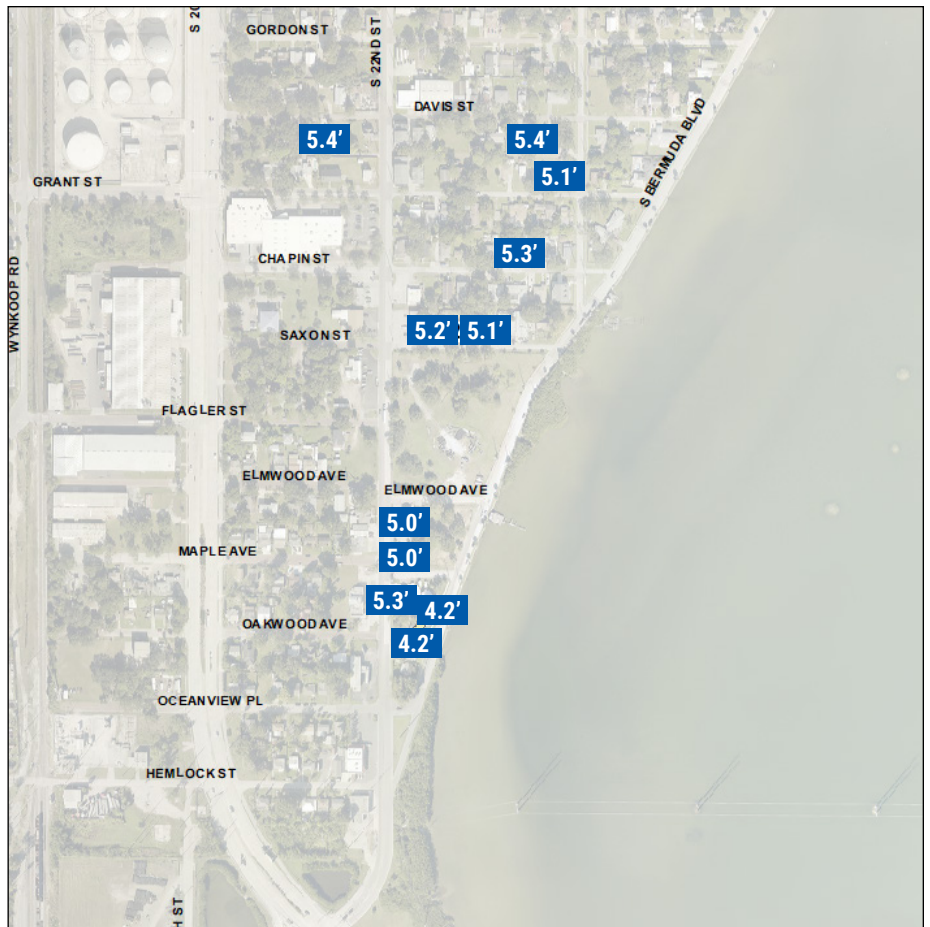 S 20
GORDON ST
S 22ND ST
DAVIS ST
5.4’
5.4’
S BERMUDA BLVD
5.1’
GRANT ST
5.3’
CHAPIN ST
WYNKOOP RD
SAXON ST
5.2’
5.1’
FLAGLER ST
ELMWOOD AVE
ELMWOOD AVE
5.0’
MAPLE AVE
5.0’
5.3’
4.2’
OAKWOOD AVE
4.2’
OCEANVIEW PL
HEMLOCK ST
H ST